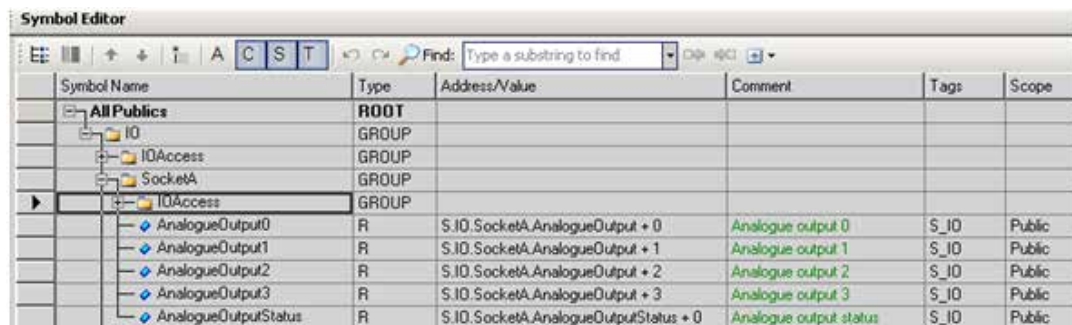 Symbol Editor
A C S T Find: Type a substring to find
Symbol Name Type Address/Value Comment Tags Scope
All Publics ROOT
IO GROUP
IOAccess GROUP
SocketA GROUP
IOAccess GROUP
AnalogueOutput0 R S.IO.SocketA.AnalogueOutput + 0 Analogue output 0 S_IO Public
AnalogueOutput1 R S.IO.SocketA.AnalogueOutput + 1 Analogue output 1 S_IO Public
AnalogueOutput2 R S.IO.SocketA.AnalogueOutput + 2 Analogue output 2 S_IO Public
AnalogueOutput3 R S.IO.SocketA.AnalogueOutput + 3 Analogue output 3 S_IO Public
AnalogueOutputStatus R S.IO.SocketA.AnalogueOutputStatus + 0 Analogue output status S_IO Public